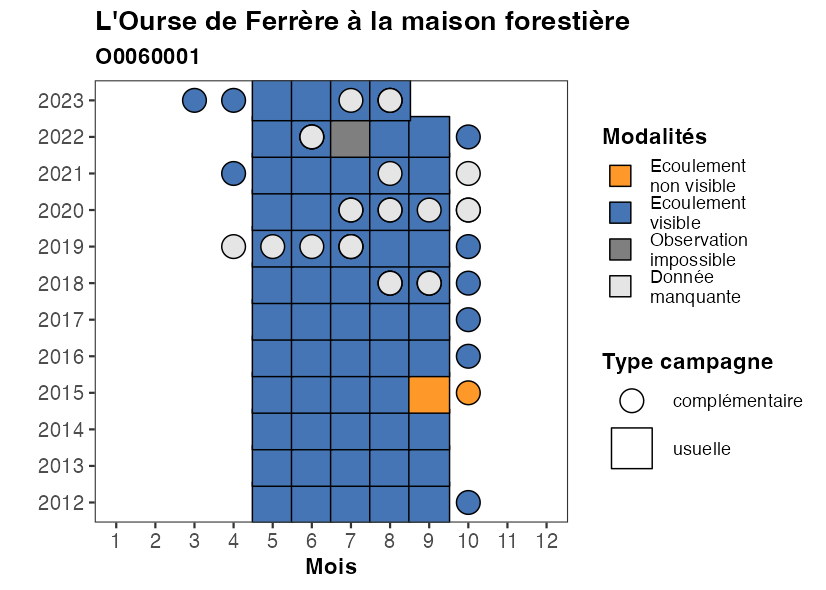 L'Ourse de Ferrère à la maison forestière
O0060001
2023
2022
2021
2020
2019
2018
2017
2016
2015
2014
2013
2012
1 2 3 4 5 6 7 8 9 10 11 12
Mois
Modalités
Ecoulement
non visible
Ecoulement
visible
Observation
impossible
Donnée
manquante
Type campagne
complémentaire
usuelle